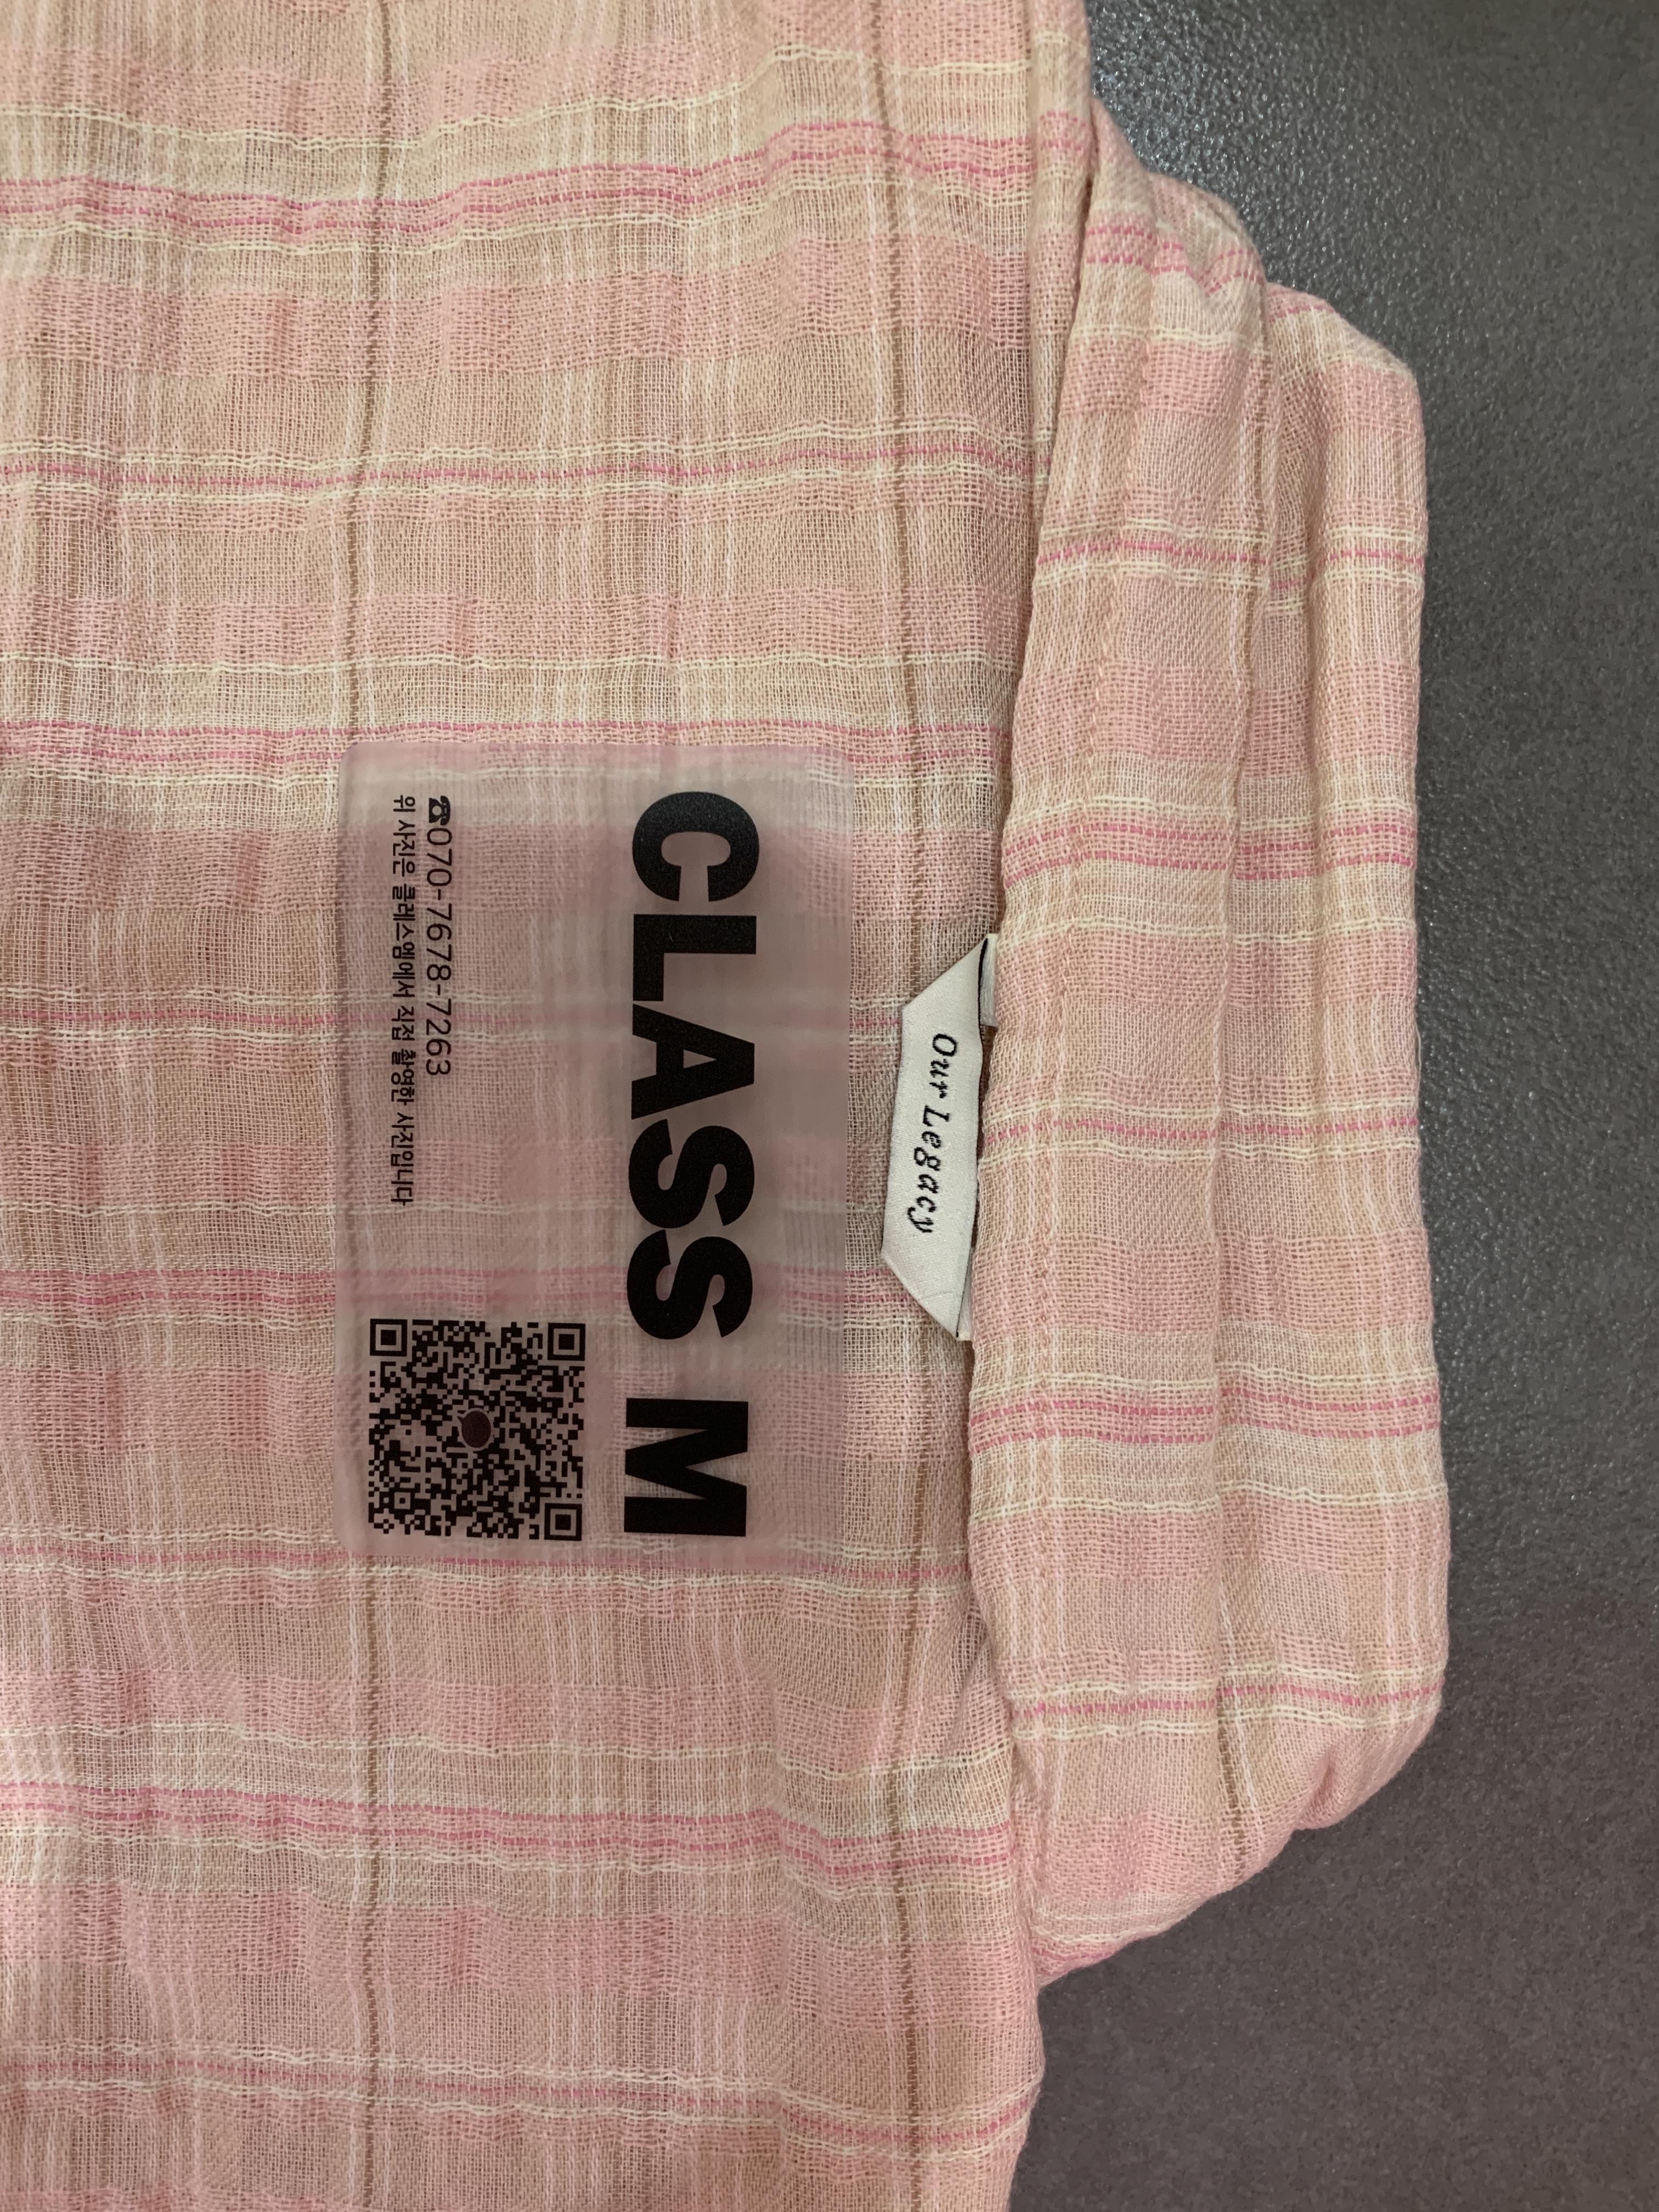 CLASS M
☎070-7678-7263
위 사진은 클래스엠에서 직접 촬영한 사진입니다
Our Legacy